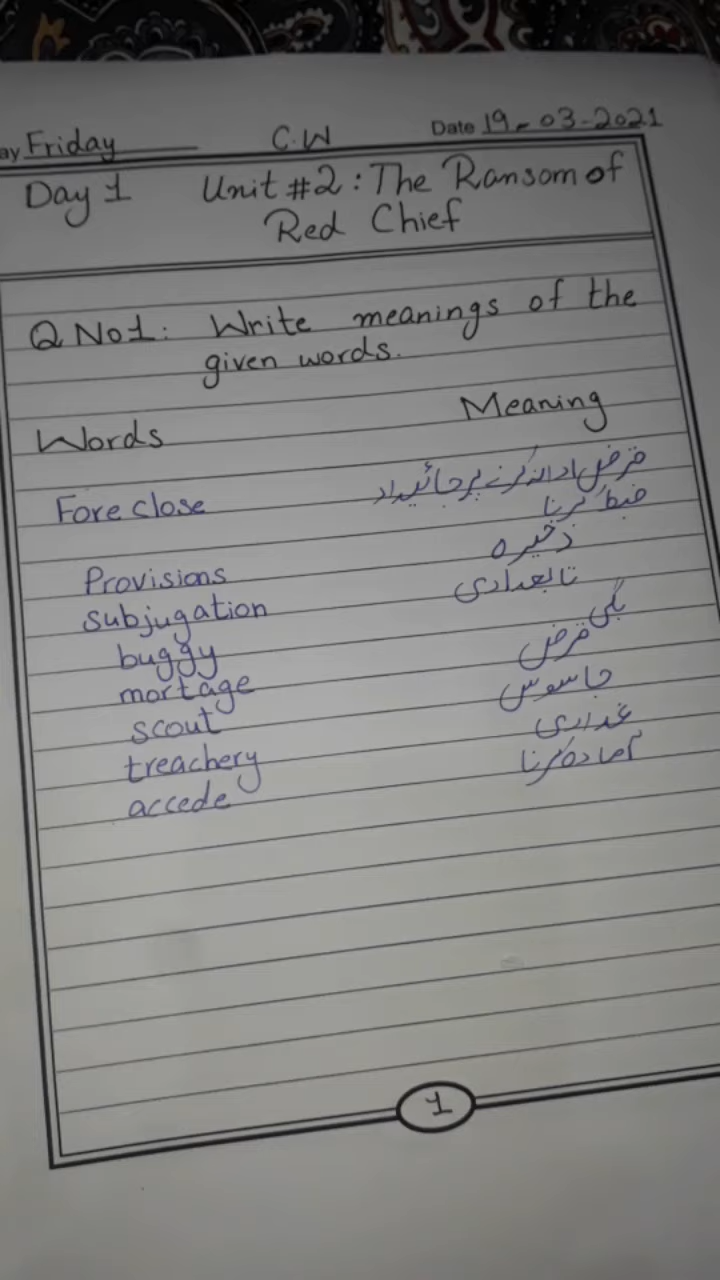 ay Friday C.W Date 19-03-2021
Day 1 Unit #2: The Ransom of
Red Chief
Q No1: Write meanings of the
given words.
Words Meaning
Fore close قرض ادا نہ کرنے پر جائیداد
ضبط کرنا
Provisions ذخیرہ
subjugation تابعداری
buggy بگی
mortage قرض
scout جاسوس
treachery غداری
accede آمادہ کرنا
1